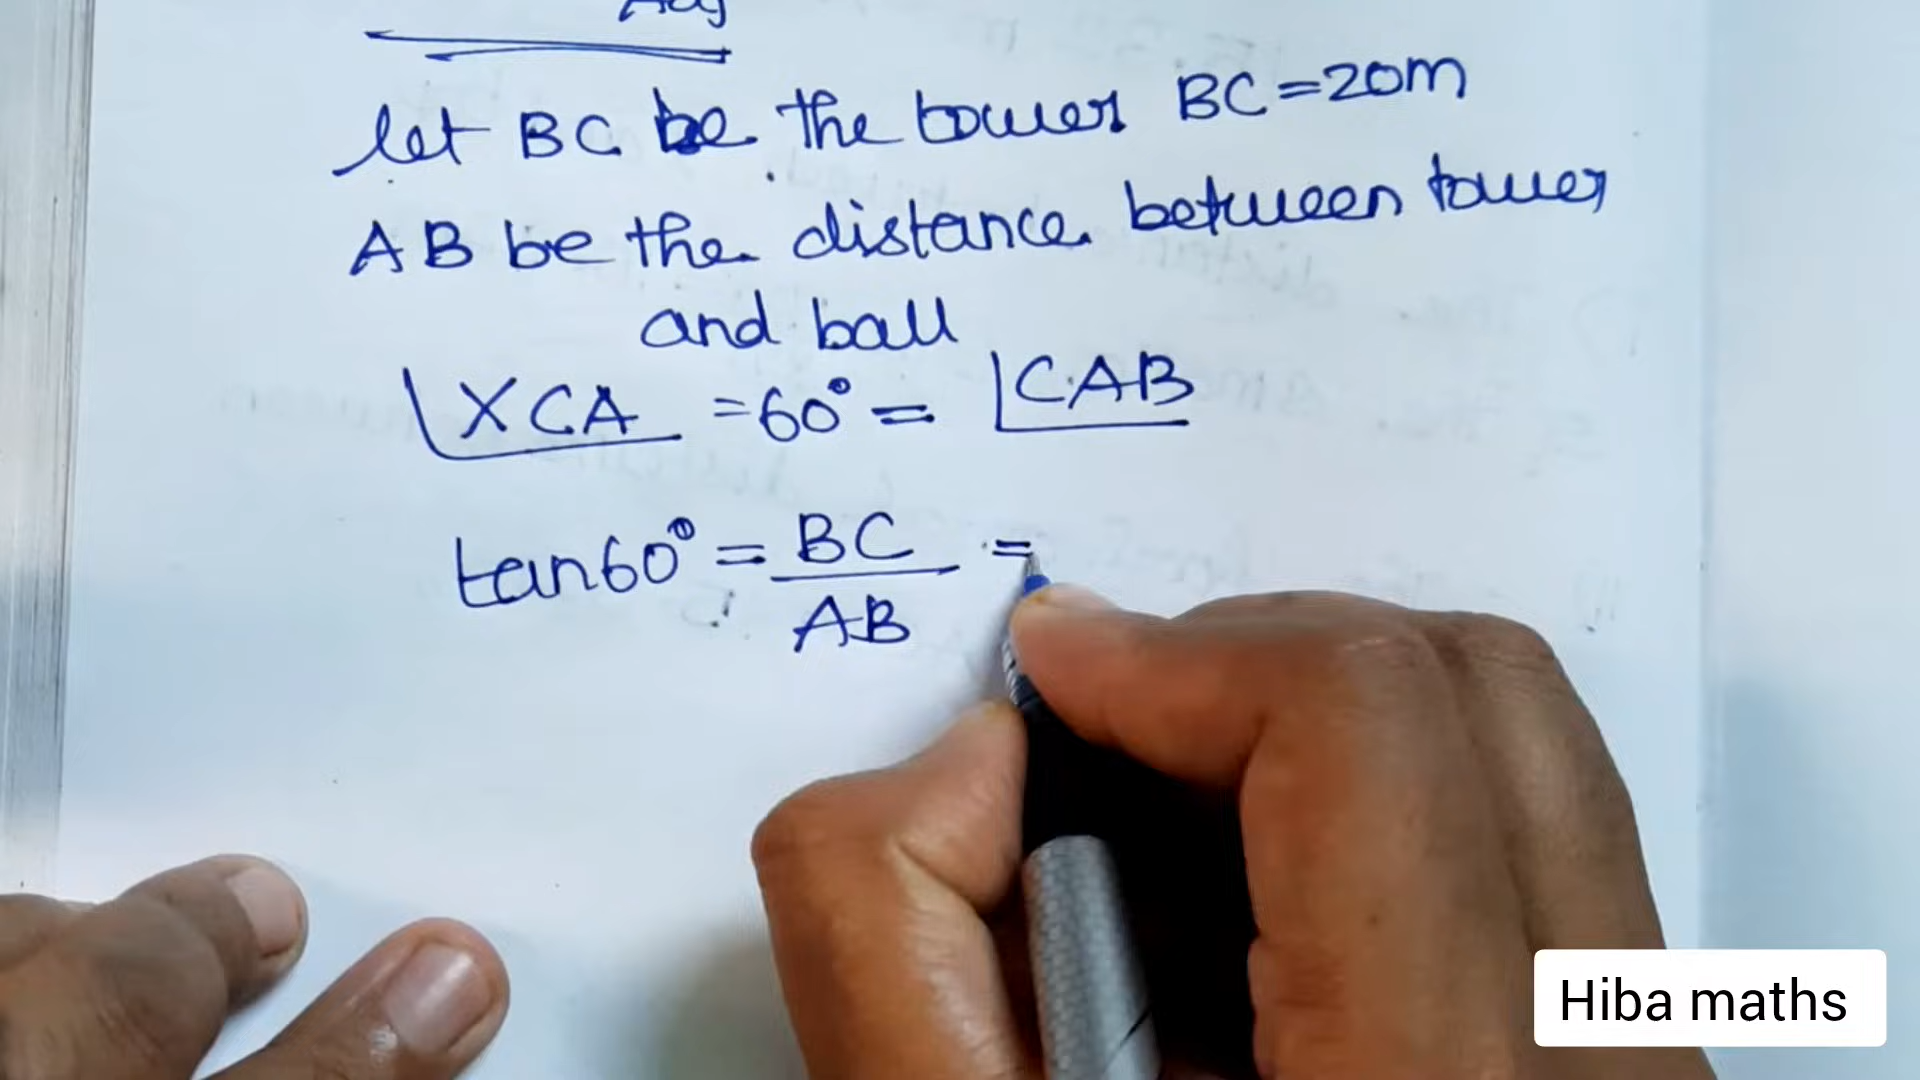 Adj
let BC be the tower BC=20m
AB be the distance between tower
and ball
∠XCA = 60° = ∠CAB
tan60° = BC/AB =
Hiba maths